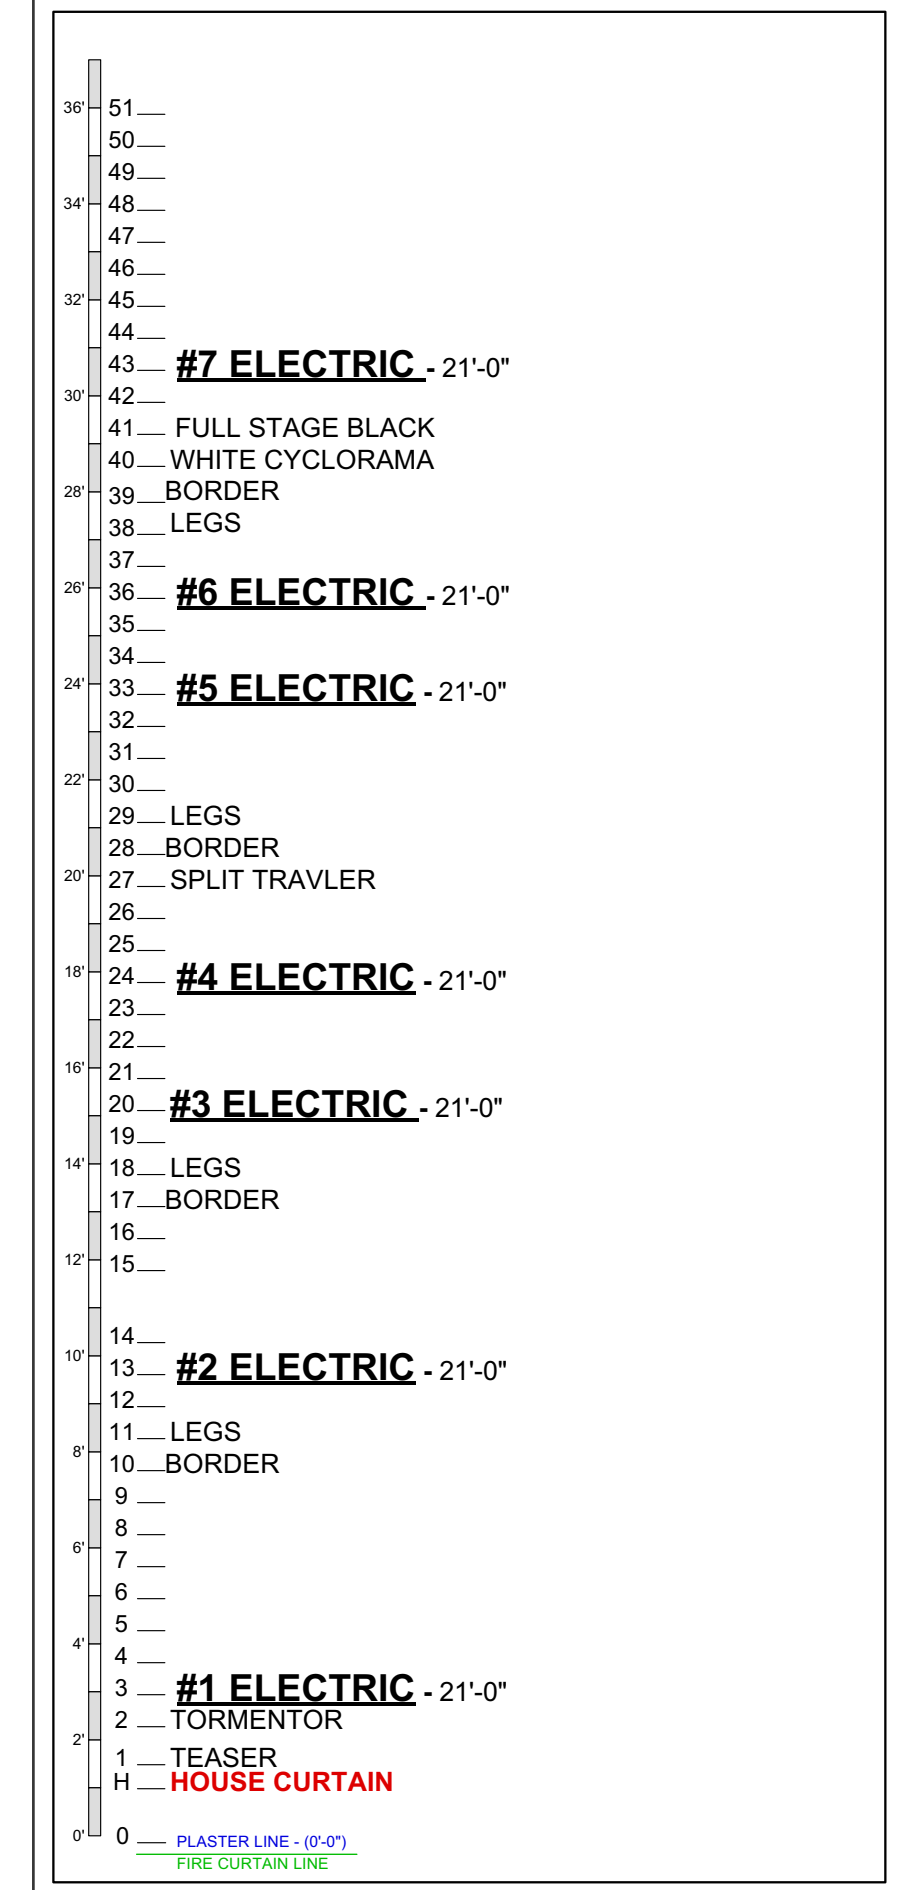 36' 51
50
49
34' 48
47
46
32' 45
44
43 #7 ELECTRIC - 21'-0"
30' 42
41 FULL STAGE BLACK
40 WHITE CYCLORAMA
28' 39 BORDER
38 LEGS
37
26' 36 #6 ELECTRIC - 21'-0"
35
34
24' 33 #5 ELECTRIC - 21'-0"
32
31
22' 30
29 LEGS
28 BORDER
20' 27 SPLIT TRAVLER
26
25
18' 24 #4 ELECTRIC - 21'-0"
23
22
16' 21
20 #3 ELECTRIC - 21'-0"
19
14' 18 LEGS
17 BORDER
16
12' 15
14
10' 13 #2 ELECTRIC - 21'-0"
12
11 LEGS
8' 10 BORDER
9
8
6' 7
6
5
4' 4
3 #1 ELECTRIC - 21'-0"
2 TORMENTOR
2' 1 TEASER
H HOUSE CURTAIN
0' 0 PLASTER LINE - (0'-0")
FIRE CURTAIN LINE